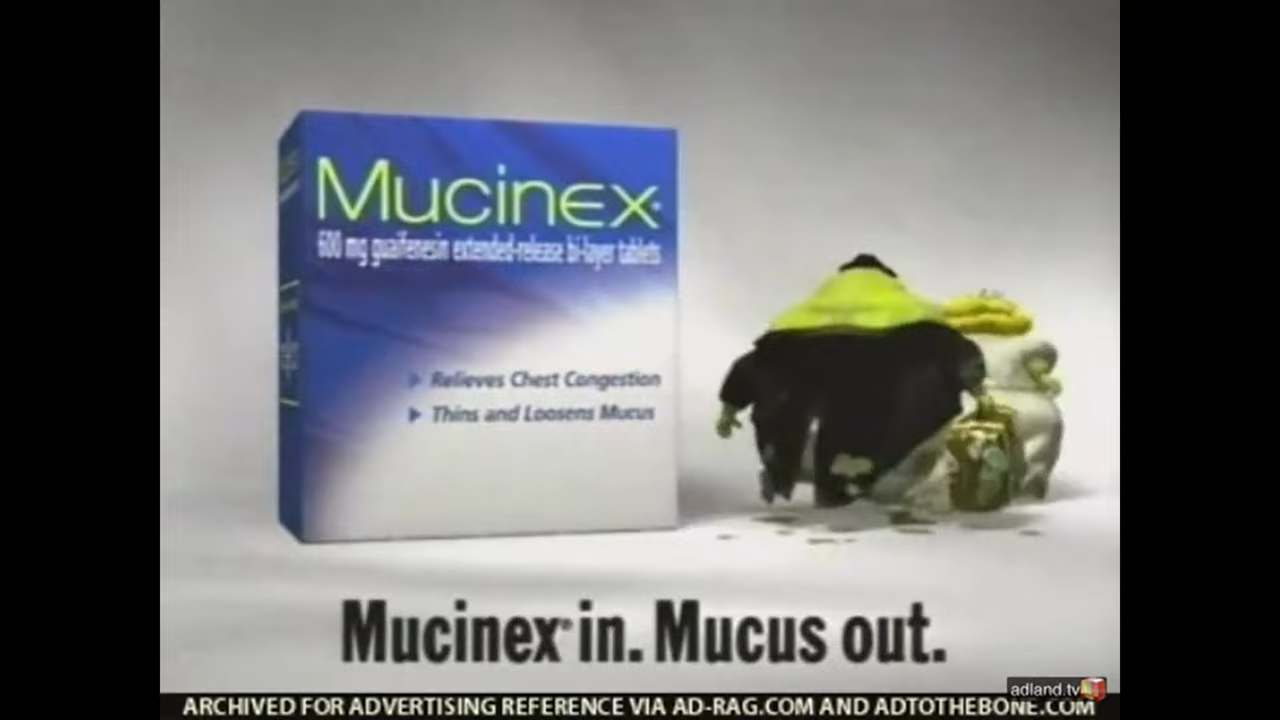 Mucinex®
600 mg guaifenesin extended-release bi-layer tablets
Relieves Chest Congestion
Thins and Loosens Mucus
Mucinex® in. Mucus out.
adland.tv
ARCHIVED FOR ADVERTISING REFERENCE VIA AD-RAG.COM AND ADTOTHEBONE.COM